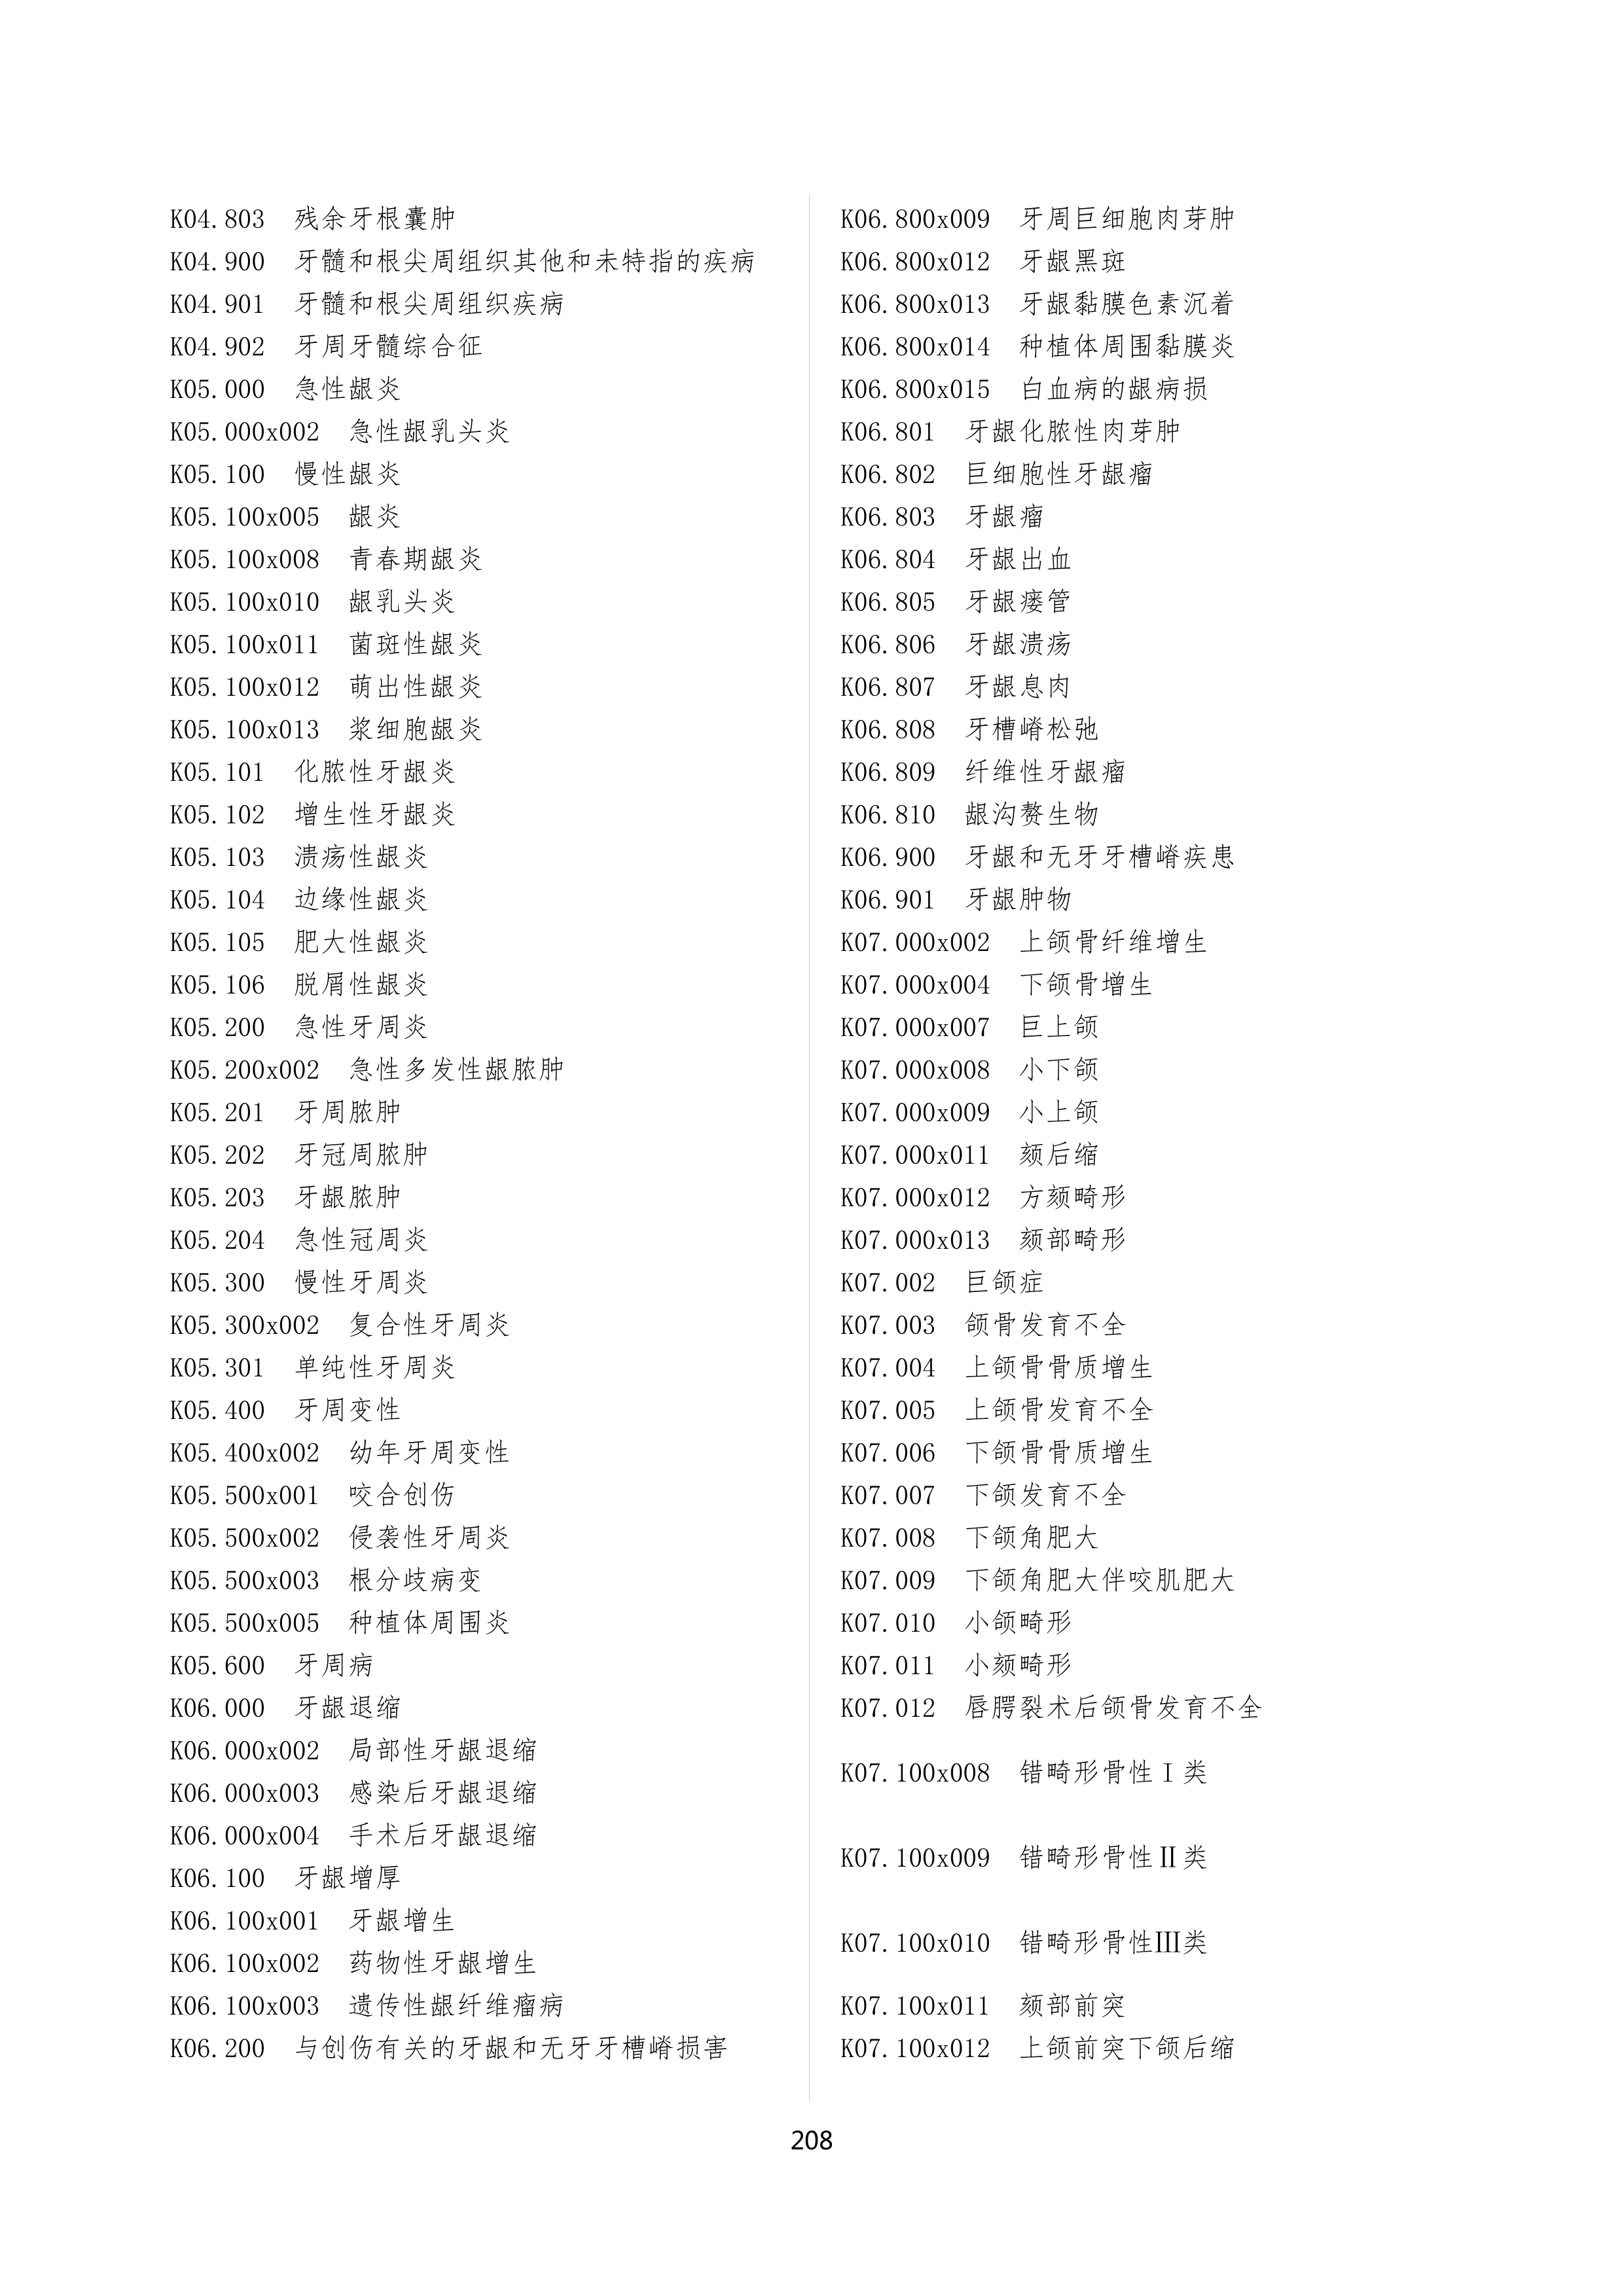 K04.803 残余牙根囊肿
K04.900 牙髓和根尖周组织其他和未特指的疾病
K04.901 牙髓和根尖周组织疾病
K04.902 牙周牙髓综合征
K05.000 急性龈炎
K05.000x002 急性龈乳头炎
K05.100 慢性龈炎
K05.100x005 龈炎
K05.100x008 青春期龈炎
K05.100x010 龈乳头炎
K05.100x011 菌斑性龈炎
K05.100x012 萌出性龈炎
K05.100x013 浆细胞龈炎
K05.101 化脓性牙龈炎
K05.102 增生性牙龈炎
K05.103 溃疡性龈炎
K05.104 边缘性龈炎
K05.105 肥大性龈炎
K05.106 脱屑性龈炎
K05.200 急性牙周炎
K05.200x002 急性多发性龈脓肿
K05.201 牙周脓肿
K05.202 牙冠周脓肿
K05.203 牙龈脓肿
K05.204 急性冠周炎
K05.300 慢性牙周炎
K05.300x002 复合性牙周炎
K05.301 单纯性牙周炎
K05.400 牙周变性
K05.400x002 幼年牙周变性
K05.500x001 咬合创伤
K05.500x002 侵袭性牙周炎
K05.500x003 根分歧病变
K05.500x005 种植体周围炎
K05.600 牙周病
K06.000 牙龈退缩
K06.000x002 局部性牙龈退缩
K06.000x003 感染后牙龈退缩
K06.000x004 手术后牙龈退缩
K06.100 牙龈增厚
K06.100x001 牙龈增生
K06.100x002 药物性牙龈增生
K06.100x003 遗传性龈纤维瘤病
K06.200 与创伤有关的牙龈和无牙牙槽嵴损害
K06.800x009 牙周巨细胞肉芽肿
K06.800x012 牙龈黑斑
K06.800x013 牙龈黏膜色素沉着
K06.800x014 种植体周围黏膜炎
K06.800x015 白血病的龈病损
K06.801 牙龈化脓性肉芽肿
K06.802 巨细胞性牙龈瘤
K06.803 牙龈瘤
K06.804 牙龈出血
K06.805 牙龈瘘管
K06.806 牙龈溃疡
K06.807 牙龈息肉
K06.808 牙槽嵴松弛
K06.809 纤维性牙龈瘤
K06.810 龈沟赘生物
K06.900 牙龈和无牙牙槽嵴疾患
K06.901 牙龈肿物
K07.000x002 上颌骨纤维增生
K07.000x004 下颌骨增生
K07.000x007 巨上颌
K07.000x008 小下颌
K07.000x009 小上颌
K07.000x011 颏后缩
K07.000x012 方颏畸形
K07.000x013 颏部畸形
K07.002 巨颌症
K07.003 颌骨发育不全
K07.004 上颌骨骨质增生
K07.005 上颌骨发育不全
K07.006 下颌骨骨质增生
K07.007 下颌发育不全
K07.008 下颌角肥大
K07.009 下颌角肥大伴咬肌肥大
K07.010 小颌畸形
K07.011 小颏畸形
K07.012 唇腭裂术后颌骨发育不全
K07.100x008 错畸形骨性Ⅰ类
K07.100x009 错畸形骨性Ⅱ类
K07.100x010 错畸形骨性Ⅲ类
K07.100x011 颏部前突
K07.100x012 上颌前突下颌后缩
208